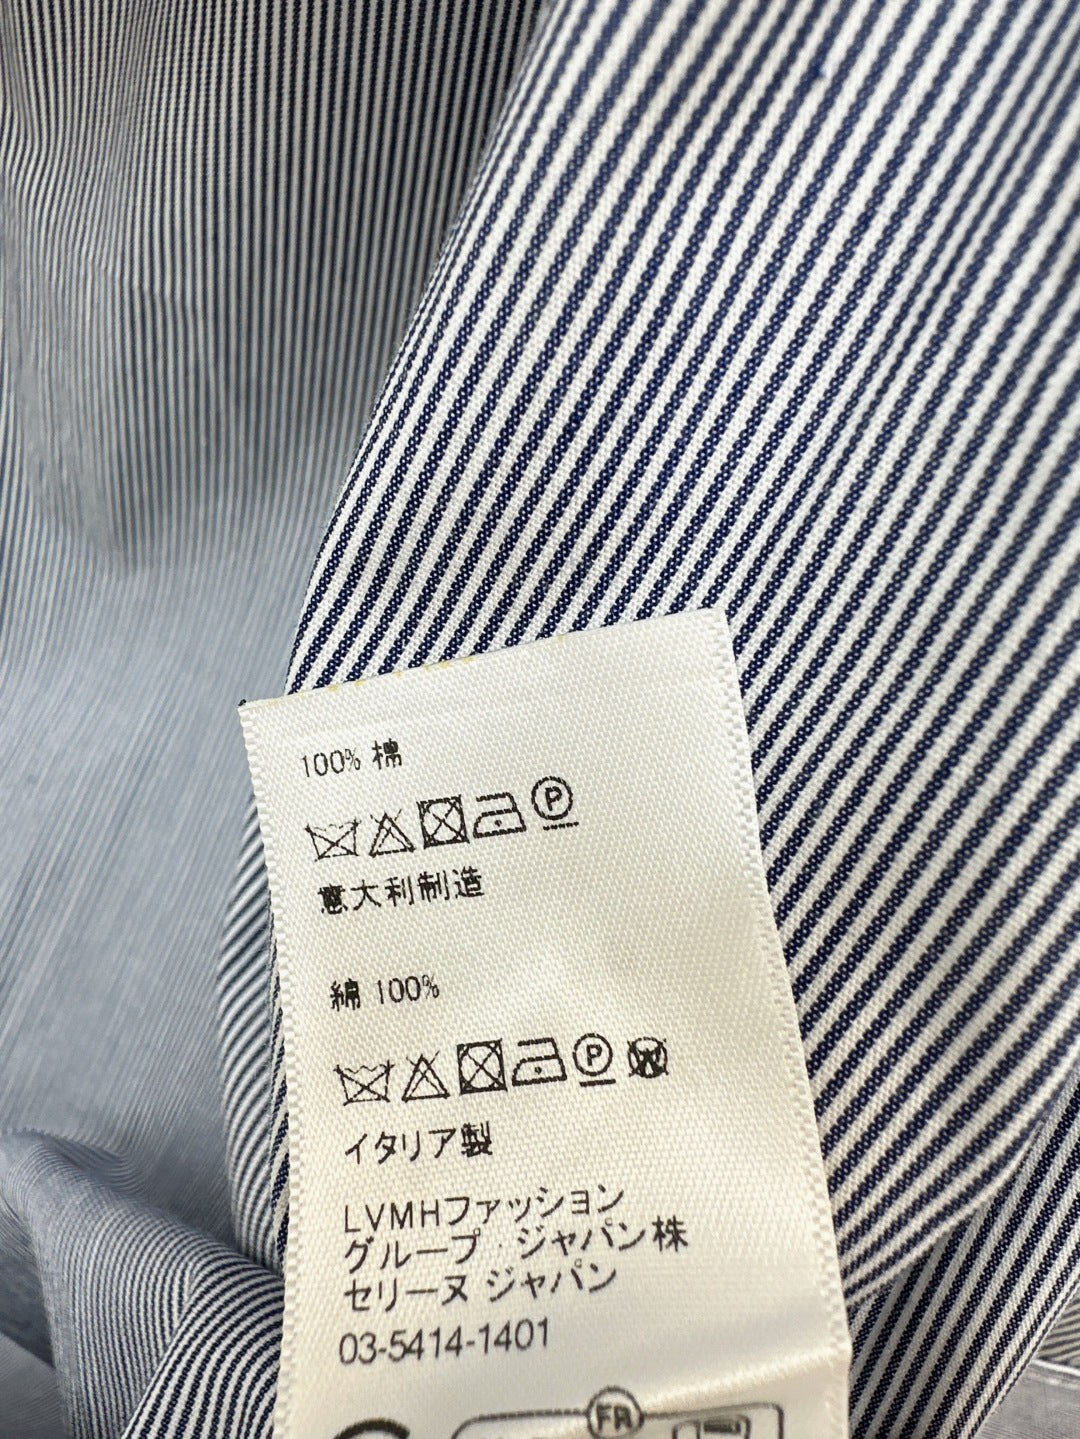 100% 棉
P
意大利制造
綿 100%
P W
イタリア製
LVMHファッション
グループ・ジャパン株
セリーヌ ジャパン
03-5414-1401
FR